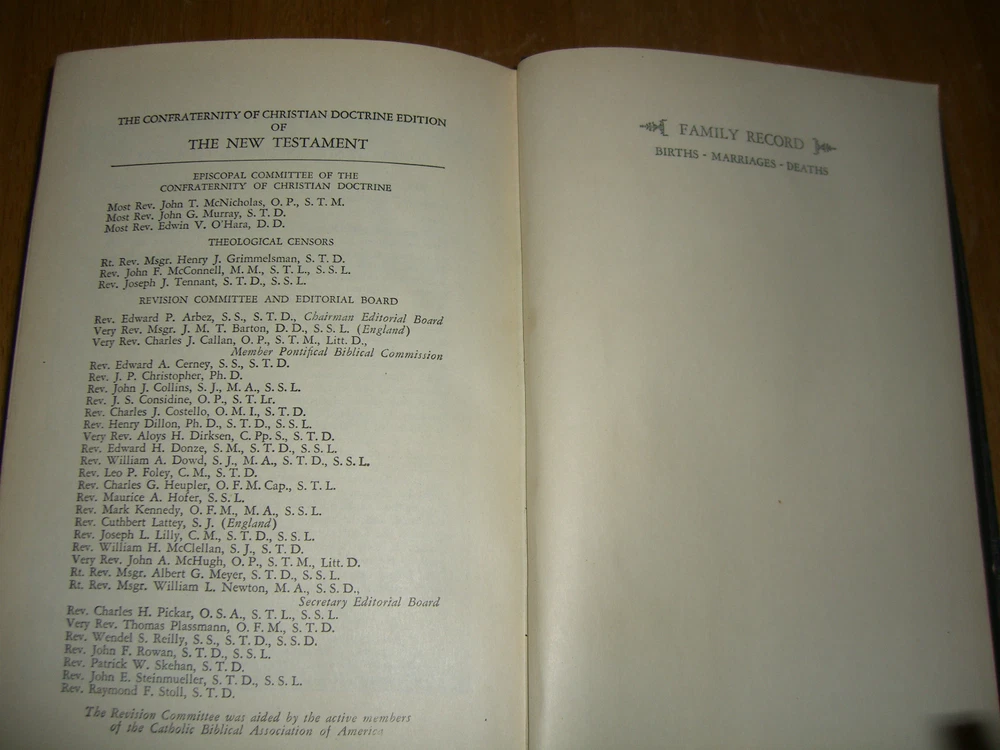 THE CONFRATERNITY OF CHRISTIAN DOCTRINE EDITION
OF
THE NEW TESTAMENT
EPISCOPAL COMMITTEE OF THE
CONFRATERNITY OF CHRISTIAN DOCTRINE
Most Rev. John T. McNicholas, O. P., S. T. M.
Most Rev. John G. Murray, S. T. D.
Most Rev. Edwin V. O'Hara, D. D.
THEOLOGICAL CENSORS
Rt. Rev. Msgr. Henry J. Grimmelsman, S. T. D.
Rev. John F. McConnell, M. M., S. T. L., S. S. L.
Rev. Joseph J. Tennant, S. T. D., S. S. L.
REVISION COMMITTEE AND EDITORIAL BOARD
Rev. Edward P. Arbez, S. S., S. T. D., Chairman Editorial Board
Very Rev. Msgr. J. M. T. Barton, D. D., S. S. L. (England)
Very Rev. Charles J. Callan, O. P., S. T. M., Litt. D.,
Member Pontifical Biblical Commission
Rev. Edward A. Cerney, S. S., S. T. D.
Rev. J. P. Christopher, Ph. D.
Rev. John J. Collins, S. J., M. A., S. S. L.
Rev. J. S. Considine, O. P., S. T. Lr.
Rev. Charles J. Costello, O. M. I., S. T. D.
Rev. Henry Dillon, Ph. D., S. T. D., S. S. L.
Very Rev. Aloys H. Dirksen, C. Pp. S., S. T. D.
Rev. Edward H. Donze, S. M., S. T. D., S. S. L.
Rev. William A. Dowd, S. J., M. A., S. T. D., S. S. L.
Rev. Leo P. Foley, C. M., S. T. D.
Rev. Charles G. Heupler, O. F. M. Cap., S. T. L.
Rev. Maurice A. Hofer, S. S. L.
Rev. Mark Kennedy, O. F. M., M. A., S. S. L.
Rev. Cuthbert Lattey, S. J. (England)
Rev. Joseph L. Lilly, C. M., S. T. D., S. S. L.
Rev. William H. McClellan, S. J., S. T. D.
Very Rev. John A. McHugh, O. P., S. T. M., Litt. D.
Rt. Rev. Msgr. Albert G. Meyer, S. T. D., S. S. L.
Rt. Rev. Msgr. William L. Newton, M. A., S. S. D.,
Secretary Editorial Board
Rev. Charles H. Pickar, O. S. A., S. T. L., S. S. L.
Very Rev. Thomas Plassmann, O. F. M., S. T. D.
Rev. Wendel S. Reilly, S. S., S. T. D., S. S. D.
Rev. John F. Rowan, S. T. D., S. S. L.
Rev. Patrick W. Skehan, S. T. D.
Rev. John E. Steinmueller, S. T. D., S. S. L.
Rev. Raymond F. Stoll, S. T. D.
The Revision Committee was aided by the active members
of the Catholic Biblical Association of America
FAMILY RECORD
BIRTHS - MARRIAGES - DEATHS